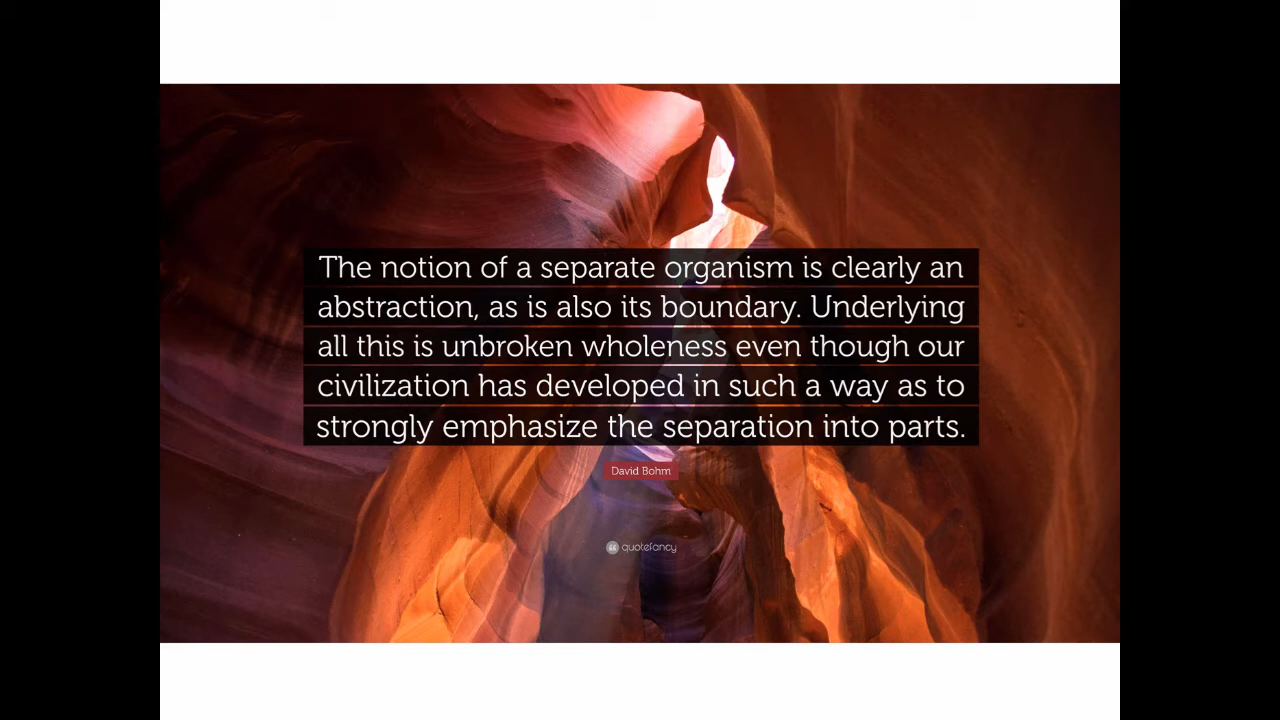 The notion of a separate organism is clearly an
abstraction, as is also its boundary. Underlying
all this is unbroken wholeness even though our
civilization has developed in such a way as to
strongly emphasize the separation into parts.
David Bohm
quotefancy